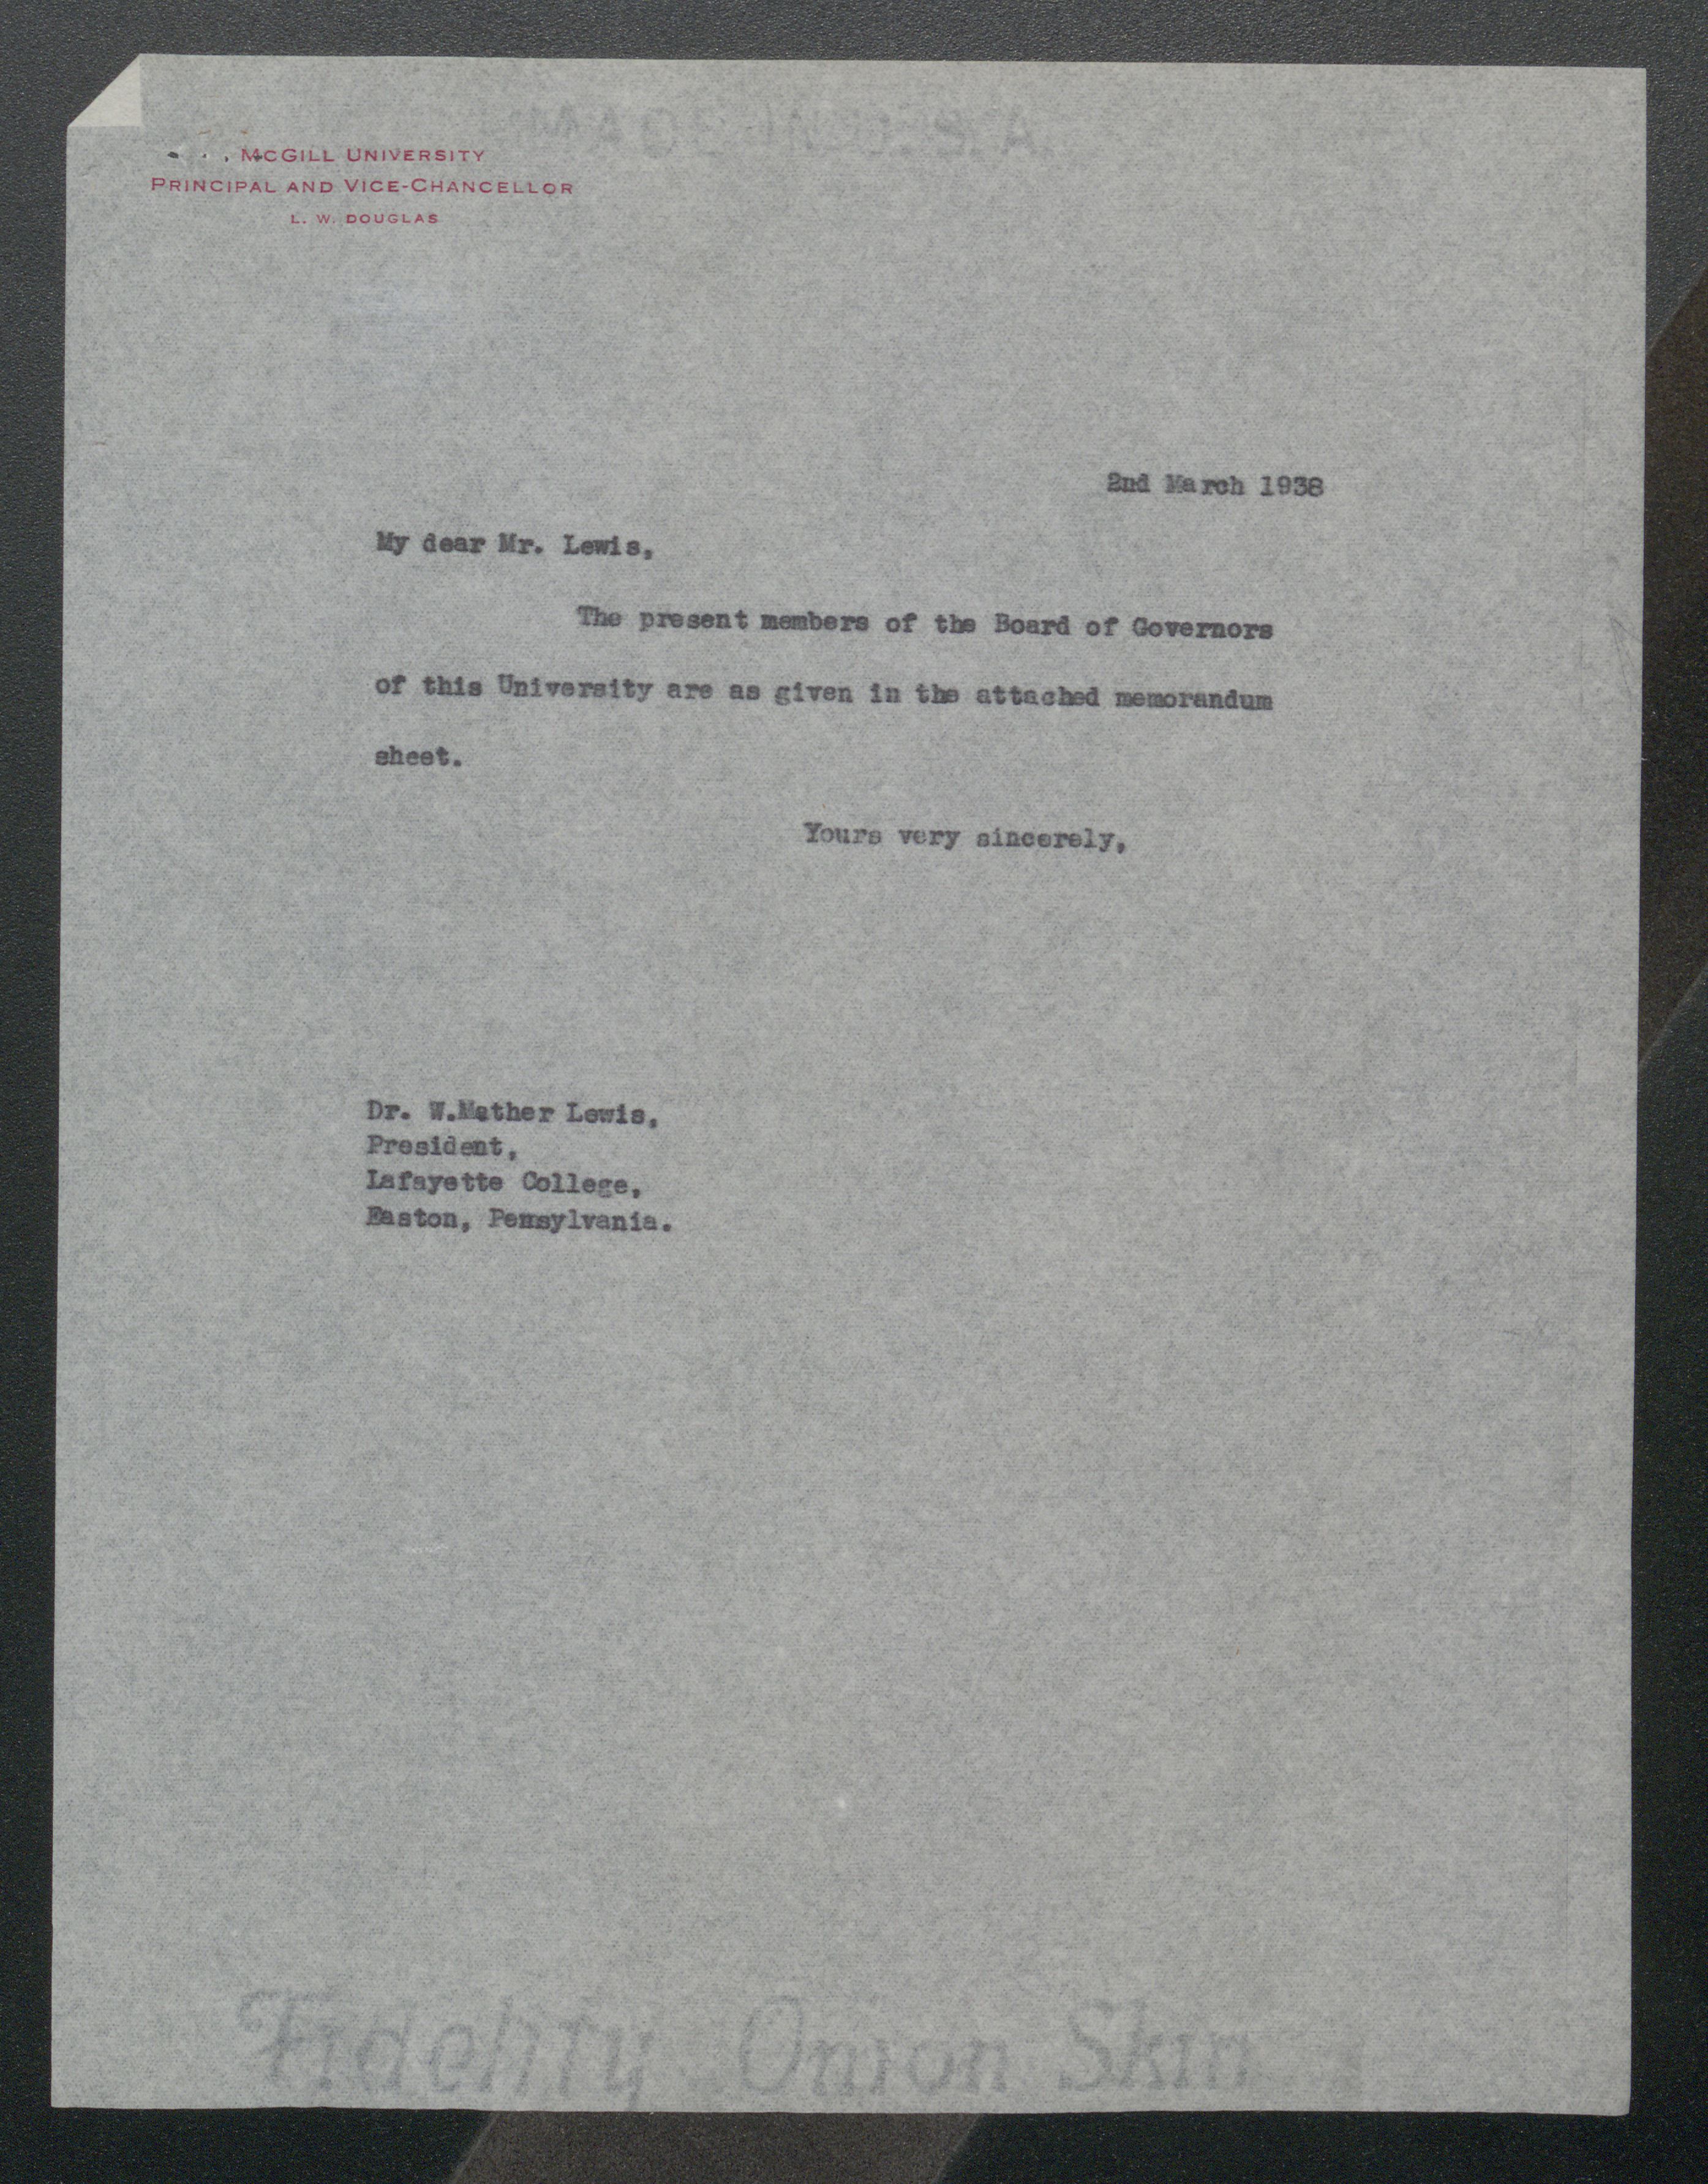 McGill University
Principal and Vice-Chancellor
L. W. Douglas
2nd March 1938
My dear Mr. Lewis,
The present members of the Board of Governors
of this University are as given in the attached memorandum
sheet.
Yours very sincerely,
Dr. W.Mather Lewis,
President,
Lafayette College,
Easton, Pennsylvania.
Fidelity Onion Skin